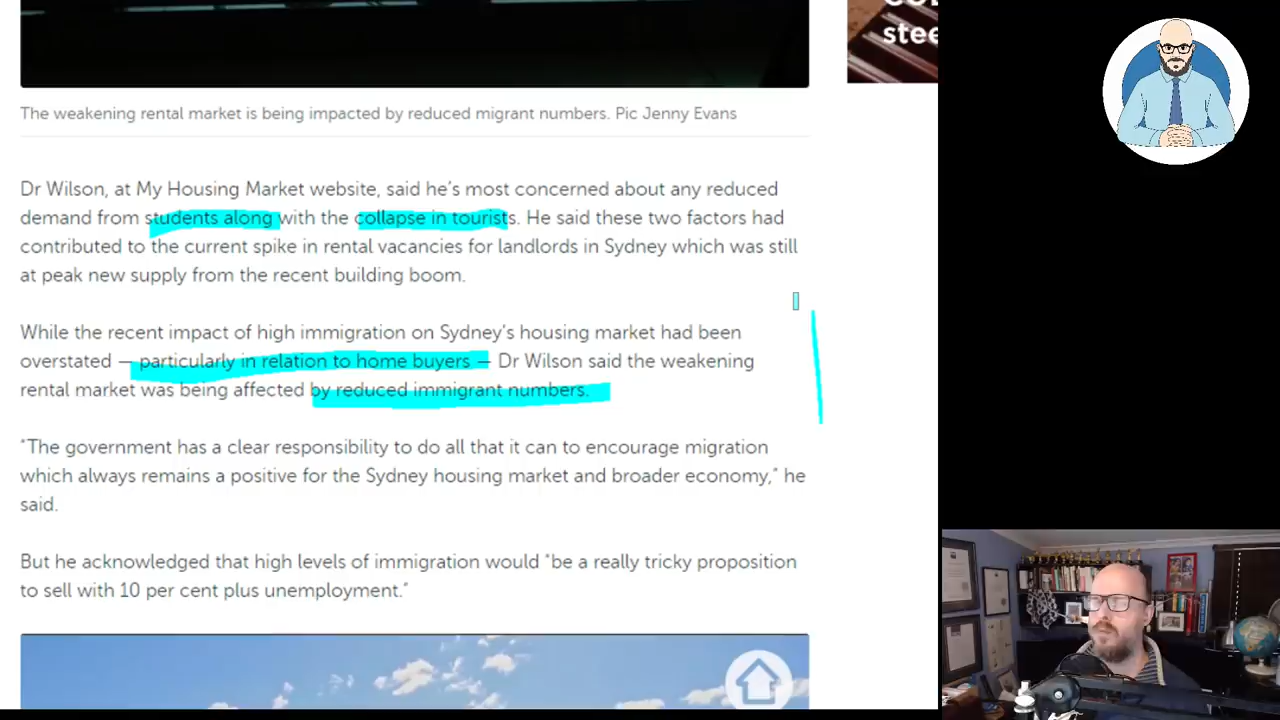 stee
The weakening rental market is being impacted by reduced migrant numbers. Pic Jenny Evans
Dr Wilson, at My Housing Market website, said he's most concerned about any reduced
demand from students along with the collapse in tourists. He said these two factors had
contributed to the current spike in rental vacancies for landlords in Sydney which was still
at peak new supply from the recent building boom.
While the recent impact of high immigration on Sydney's housing market had been
overstated — particularly in relation to home buyers — Dr Wilson said the weakening
rental market was being affected by reduced immigrant numbers.
"The government has a clear responsibility to do all that it can to encourage migration
which always remains a positive for the Sydney housing market and broader economy," he
said.
But he acknowledged that high levels of immigration would "be a really tricky proposition
to sell with 10 per cent plus unemployment."